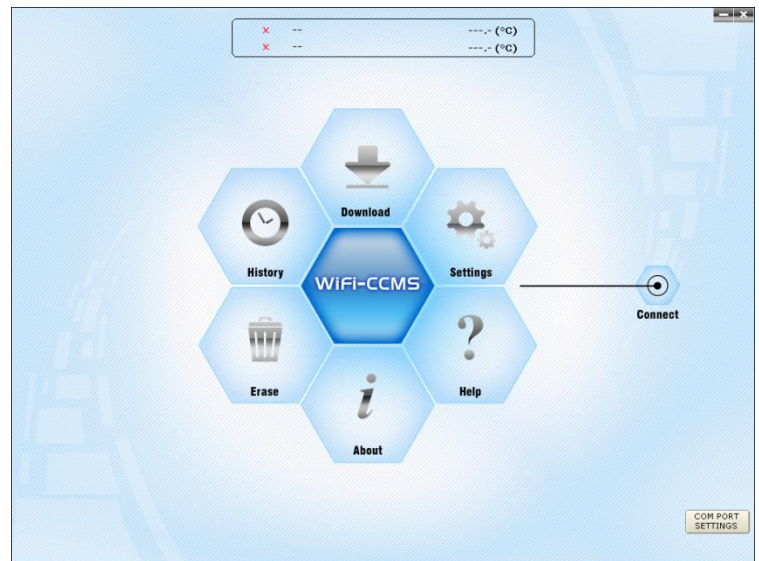 × -- ---.- (°C)
× -- ---.- (°C)
Download
History
Settings
WiFi-CCMS
Connect
Erase
Help
About
COM PORT
SETTINGS